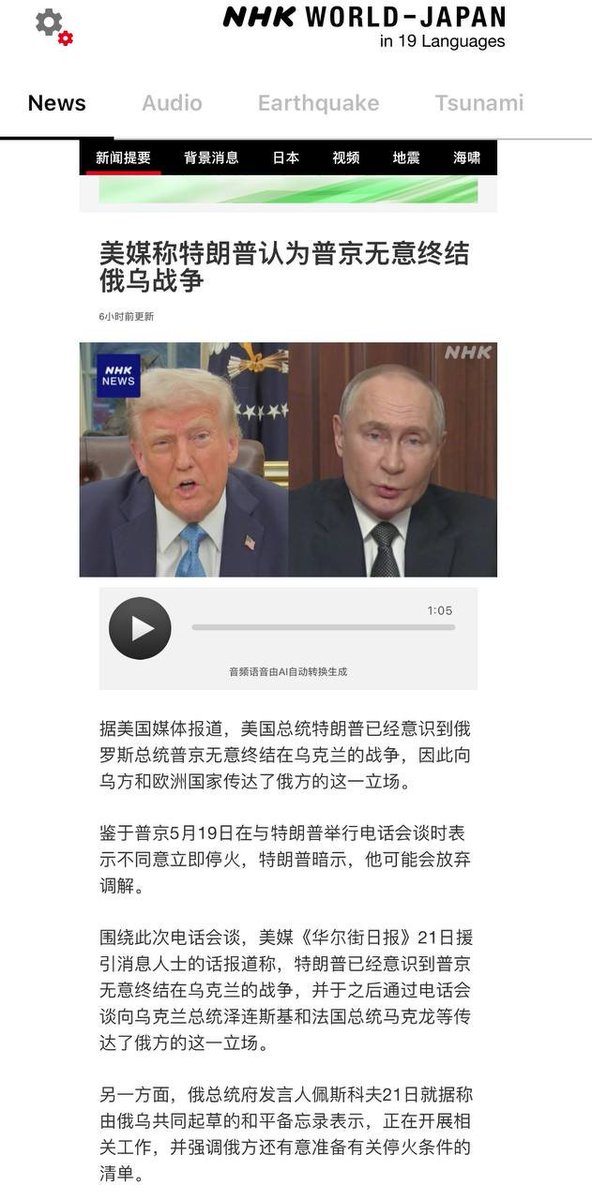 NHK WORLD-JAPAN
in 19 Languages
News Audio Earthquake Tsunami
新闻提要 背景消息 日本 视频 地震 海啸
美媒称特朗普认为普京无意终结
俄乌战争
6小时前更新
NHK
NHK
NEWS
1:05
音频语音由AI自动转换生成
据美国媒体报道，美国总统特朗普已经意识到俄
罗斯总统普京无意终结在乌克兰的战争，因此向
乌方和欧洲国家传达了俄方的这一立场。
鉴于普京5月19日在与特朗普举行电话会谈时表
示不同意立即停火，特朗普暗示，他可能会放弃
调解。
围绕此次电话会谈，美媒《华尔街日报》21日援
引消息人士的话报道称，特朗普已经意识到普京
无意终结在乌克兰的战争，并于之后通过电话会
谈向乌克兰总统泽连斯基和法国总统马克龙等传
达了俄方的这一立场。
另一方面，俄总统府发言人佩斯科夫21日就据称
由俄乌共同起草的和平备忘录表示，正在开展相
关工作，并强调俄方还有意准备有关停火条件的
清单。